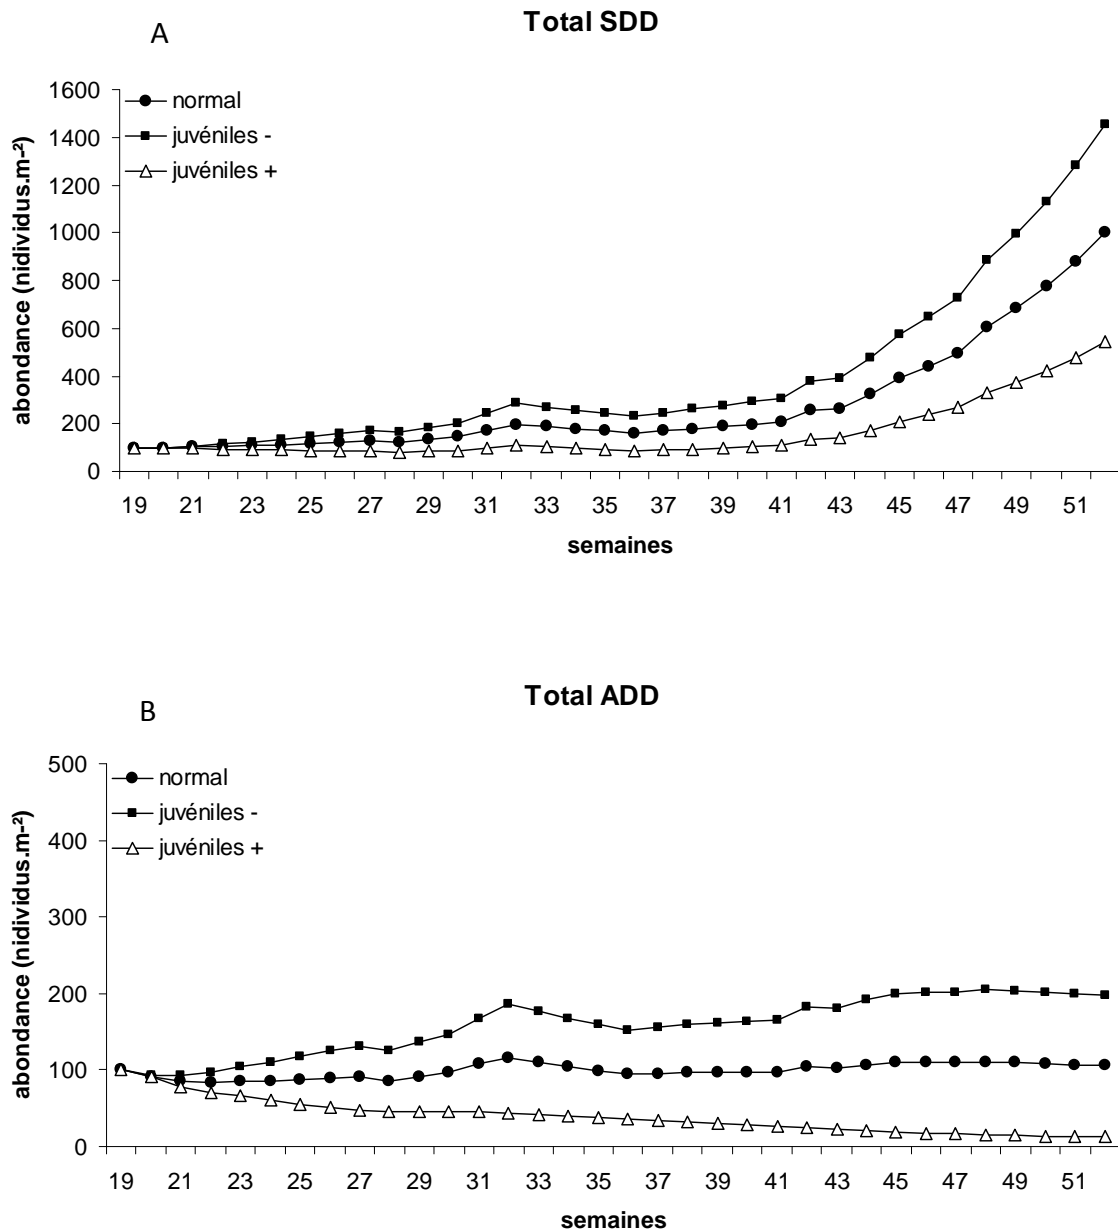 A
Total SDD
1600
1400
1200
1000
800
600
400
200
0
abondance (nidividus.m-²)
normal
juvéniles -
juvéniles +
19 21 23 25 27 29 31 33 35 37 39 41 43 45 47 49 51
semaines
B
Total ADD
500
400
300
200
100
0
abondance (nidividus.m-²)
normal
juvéniles -
juvéniles +
19 21 23 25 27 29 31 33 35 37 39 41 43 45 47 49 51
semaines